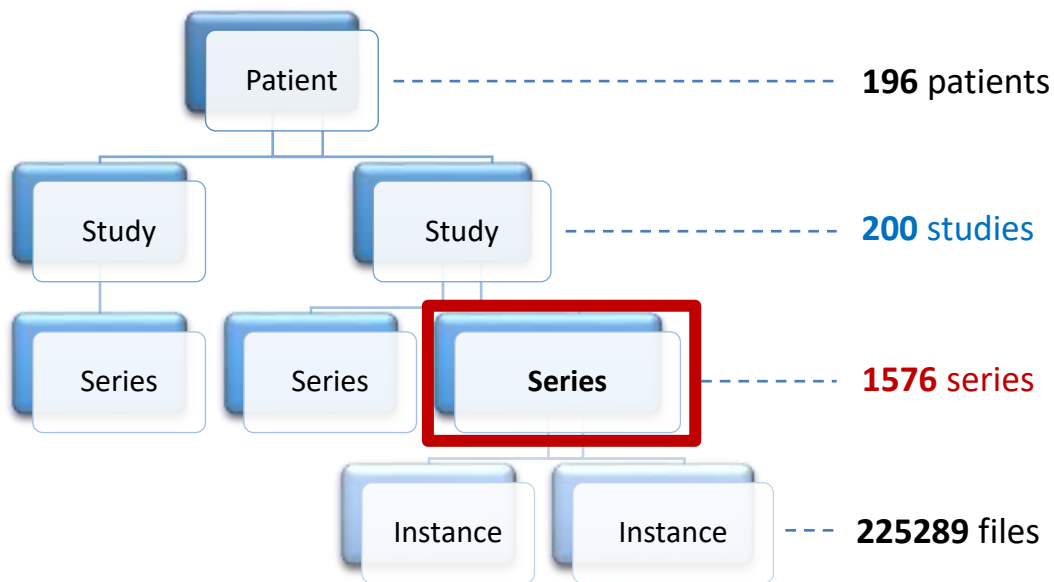 Patient
196 patients
Study
Study
200 studies
Series
Series
Series
1576 series
Instance
Instance
225289 files